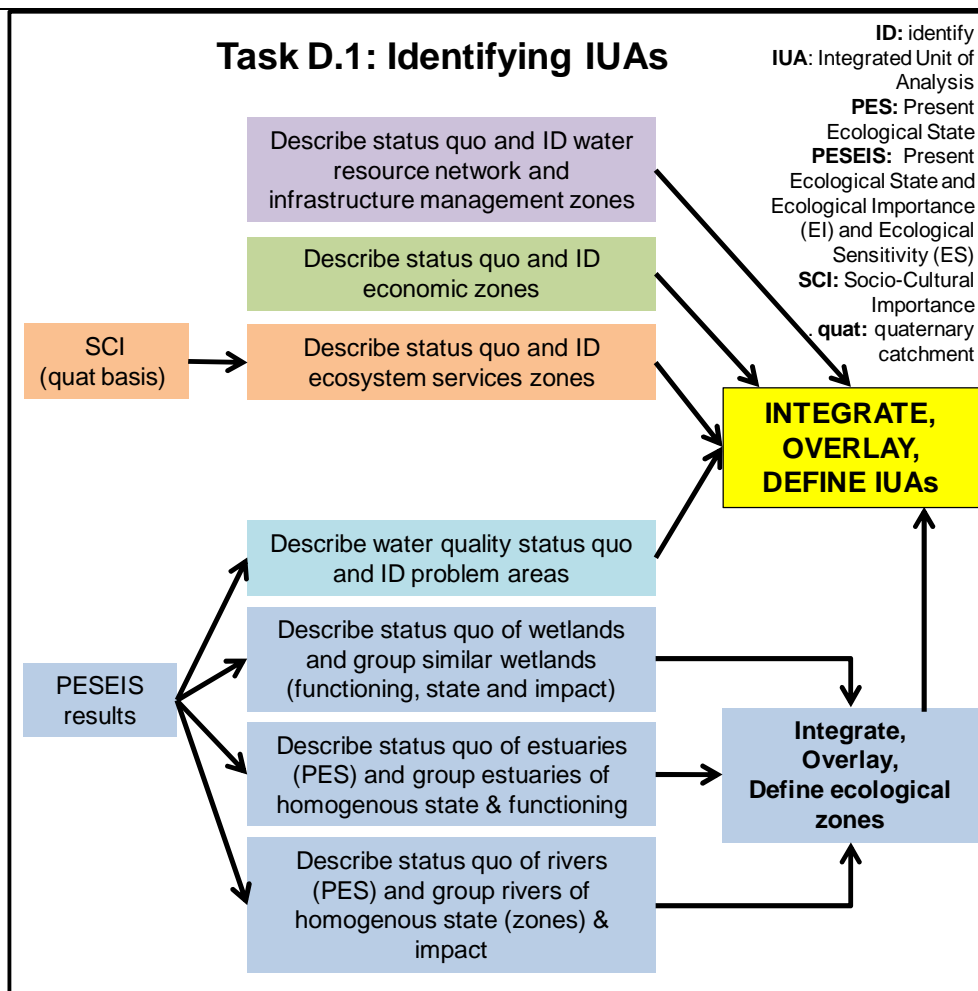 Task D.1: Identifying IUAs
ID: identify
IUA: Integrated Unit of
Analysis
PES: Present
Ecological State
PESEIS: Present
Ecological State and
Ecological Importance
(EI) and Ecological
Sensitivity (ES)
SCI: Socio-Cultural
Importance
. quat: quaternary
catchment
Describe status quo and ID water
resource network and
infrastructure management zones
Describe status quo and ID
economic zones
SCI
(quat basis)
Describe status quo and ID
ecosystem services zones
INTEGRATE,
OVERLAY,
DEFINE IUAs
Describe water quality status quo
and ID problem areas
PESEIS
results
Describe status quo of wetlands
and group similar wetlands
(functioning, state and impact)
Describe status quo of estuaries
(PES) and group estuaries of
homogenous state & functioning
Integrate,
Overlay,
Define ecological
zones
Describe status quo of rivers
(PES) and group rivers of
homogenous state (zones) &
impact